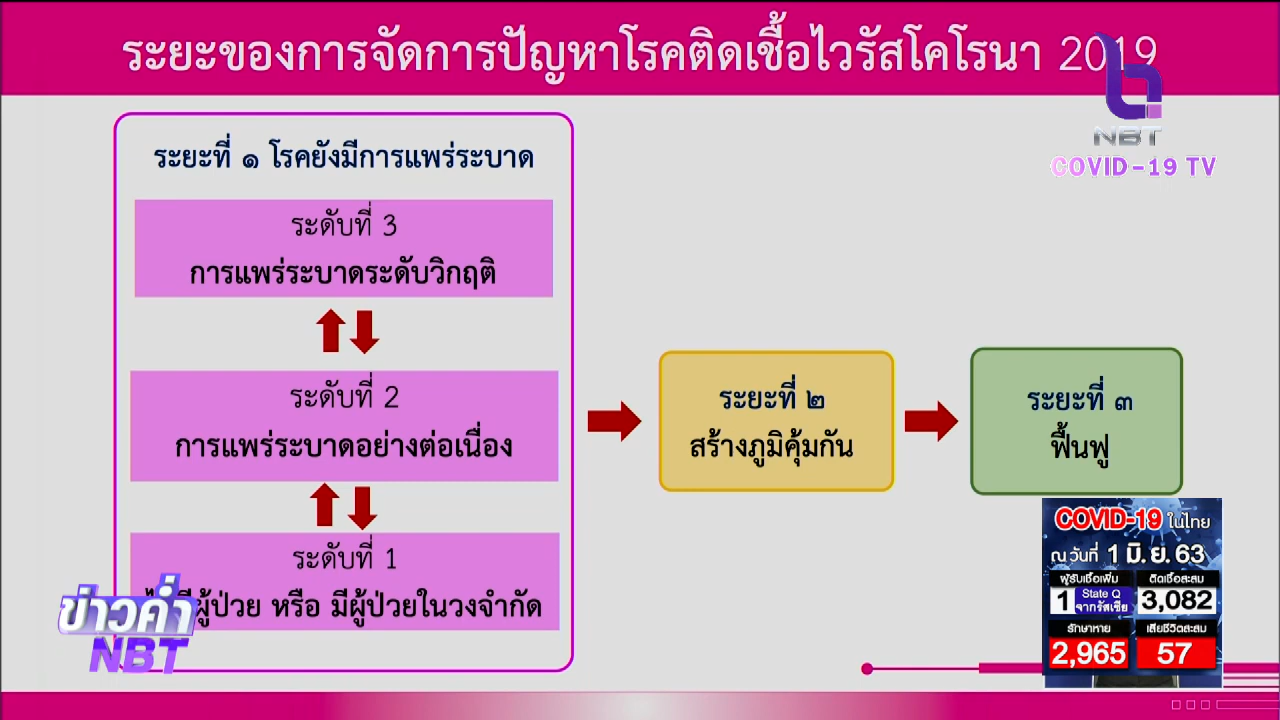 ระยะของการจัดการปัญหาโรคติดเชื้อไวรัสโคโรนา 2019
NBT
COVID-19 TV
ระยะที่ ๑ โรคยังมีการแพร่ระบาด
ระดับที่ 3
การแพร่ระบาดระดับวิกฤติ
ระดับที่ 2
การแพร่ระบาดอย่างต่อเนื่อง
ระดับที่ 1
ผู้ป่วย หรือ มีผู้ป่วยในวงจำกัด
ระยะที่ ๒
สร้างภูมิคุ้มกัน
ระยะที่ ๓
ฟื้นฟู
ข่าวค่ำ
NBT
COVID-19 ในไทย
ณ วันที่ 1 มิ.ย. 63
ผู้รับเชื้อเพิ่ม ติดเชื้อสะสม
1 State Q จากรัสเซีย 3,082
รักษาหาย เสียชีวิตสะสม
2,965 57